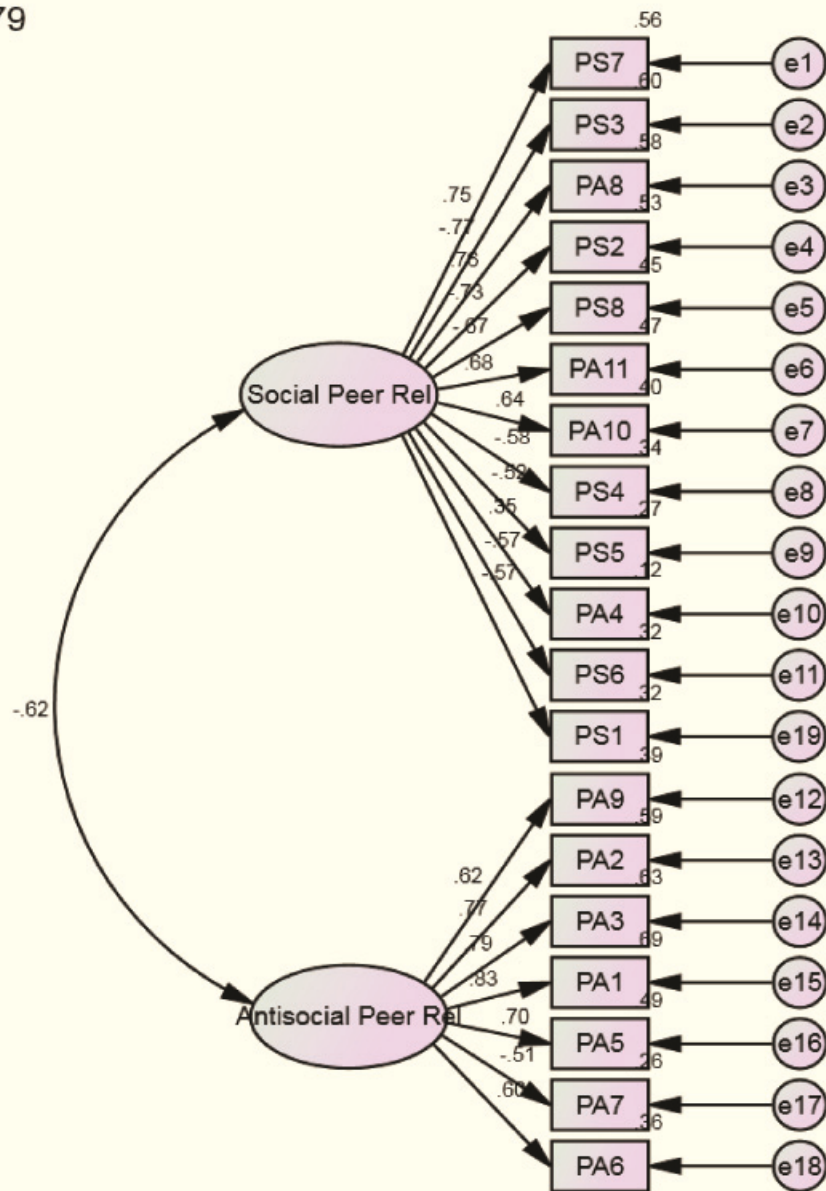 79
.56
PS7 e1
.60
PS3 e2
.58
PA8 e3
.53
.75
-.77
PS2 e4
.76
.45
-.73
PS8 e5
-.67
.47
.68
PA11 e6
Social Peer Rel
.40
.64
PA10 e7
-.58
.34
-.52
PS4 e8
.35
.27
-.57
PS5 e9
-.57
.12
PA4 e10
.32
PS6 e11
.32
-.62
PS1 e19
.39
PA9 e12
.59
.62
PA2 e13
.63
.77
PA3 e14
.79
.69
.83
PA1 e15
.49
Antisocial Peer Rel
.70
PA5 e16
-.51
.26
.60
PA7 e17
.36
PA6 e18